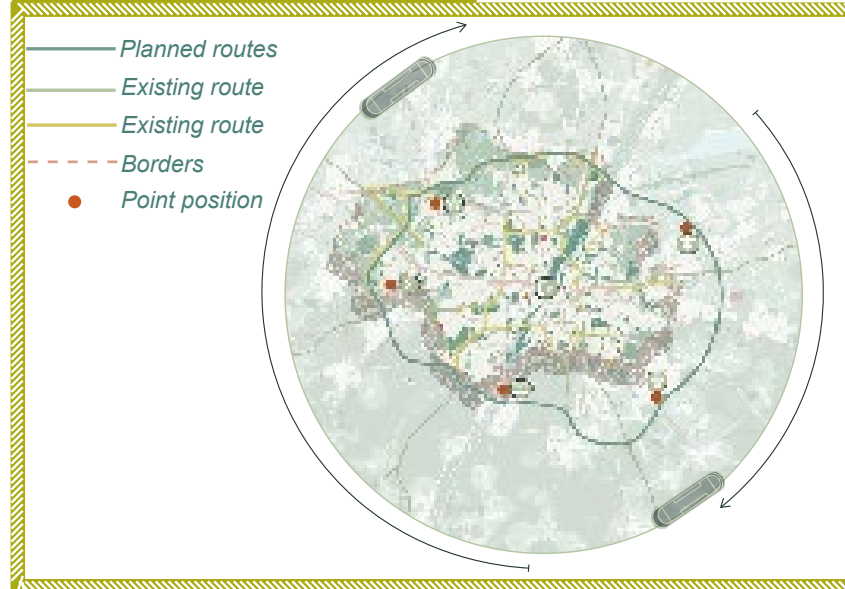 Planned routes
Existing route
Existing route
Borders
Point position